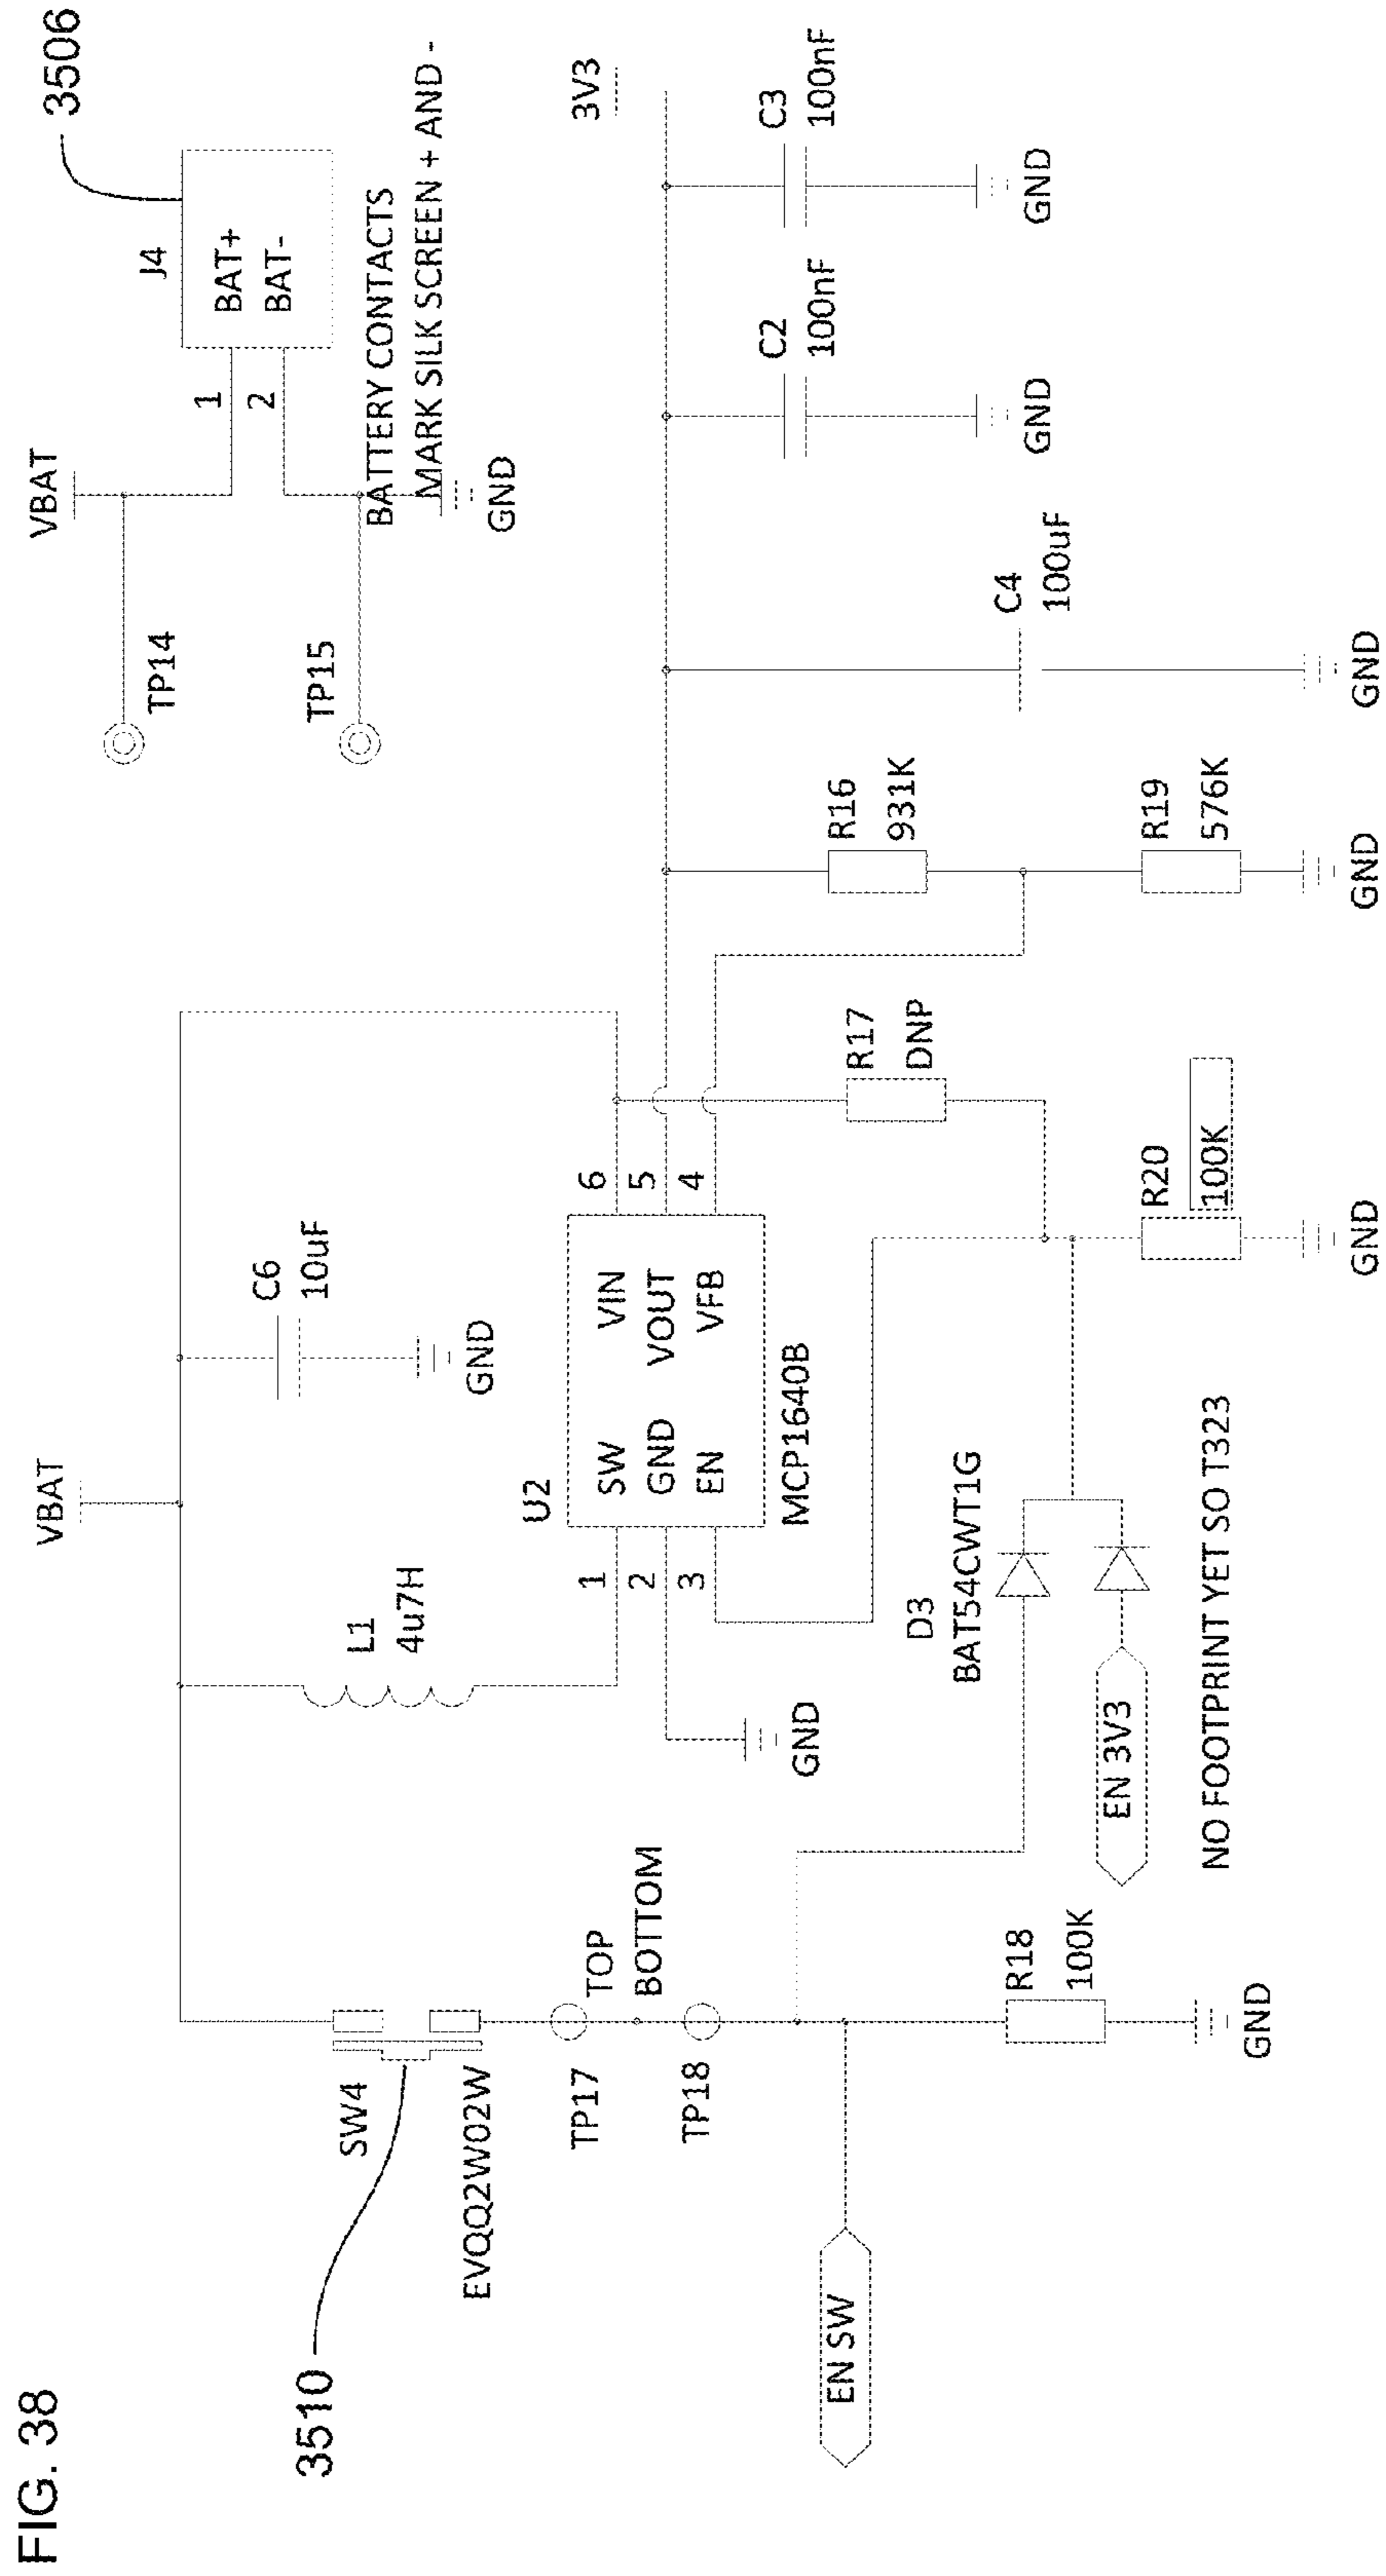 FIG. 38
3510
SW4
EVQQ2W02W
TP17
TOP
BOTTOM
TP18
EN SW
R18
100K
GND
VBAT
L1
4u7H
C6
10uF
GND
U2
1
2
3
SW
GND
EN
VIN
VOUT
VFB
6
5
4
MCP1640B
GND
D3
BAT54CWT1G
EN 3V3
NO FOOTPRINT YET SO T323
R17
DNP
R20
100K
GND
R16
931K
R19
576K
GND
C4
100uF
GND
C2
100nF
GND
C3
100nF
GND
3V3
VBAT
TP14
TP15
1
2
J4
BAT+
BAT-
3506
BATTERY CONTACTS
MARK SILK SCREEN + AND -
GND